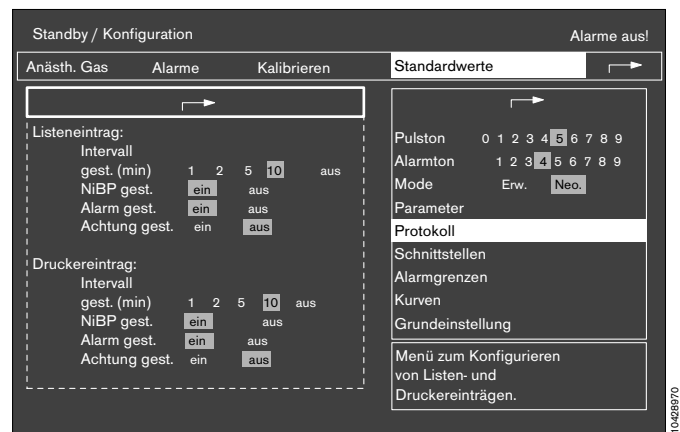 Standby / Konfiguration Alarme aus!
Anästh. Gas Alarme Kalibrieren Standardwerte
Listeneintrag:
Intervall
gest. (min) 1 2 5 10 aus
NiBP gest. ein aus
Alarm gest. ein aus
Achtung gest. ein aus
Druckereintrag:
Intervall
gest. (min) 1 2 5 10 aus
NiBP gest. ein aus
Alarm gest. ein aus
Achtung gest. ein aus
Pulston 0 1 2 3 4 5 6 7 8 9
Alarmton 1 2 3 4 5 6 7 8 9
Mode Erw. Neo.
Parameter
Protokoll
Schnittstellen
Alarmgrenzen
Kurven
Grundeinstellung
Menü zum Konfigurieren
von Listen- und
Druckereinträgen.
10428970